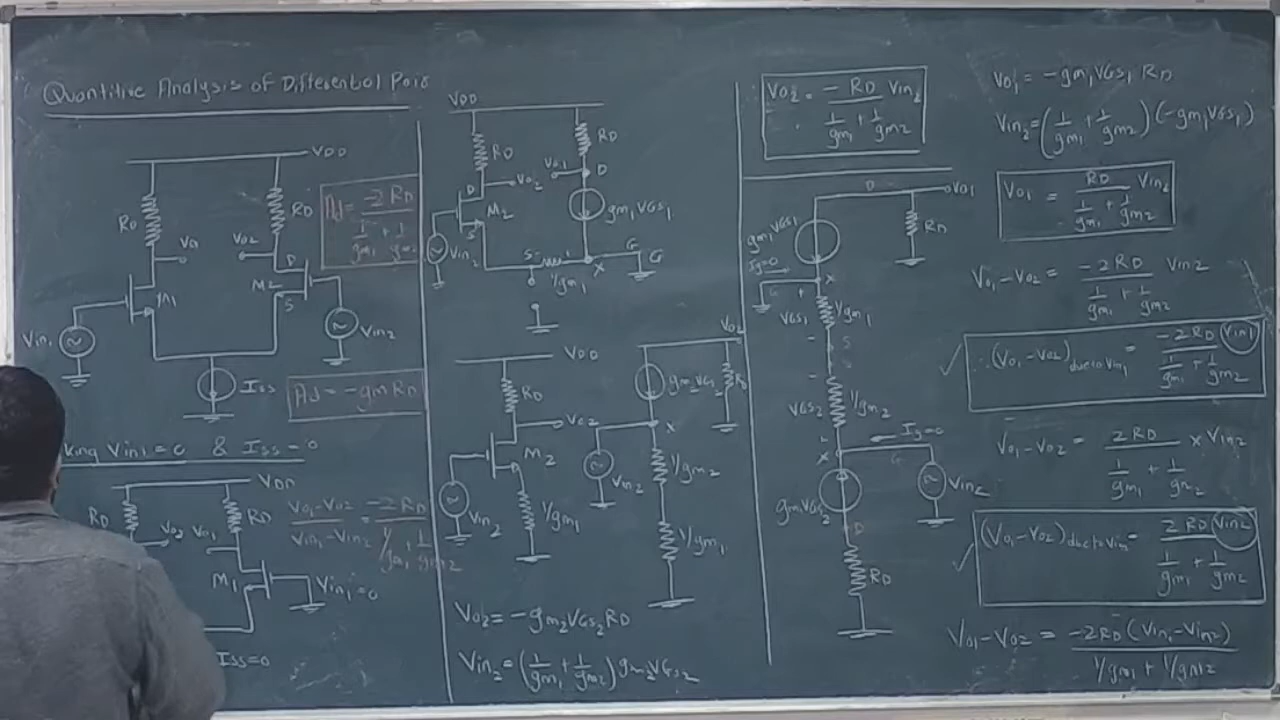 Quantitive Analysis of Differential Pair
VDD
RD
RD
Vo1
Vo2
D
M1
M2
S
Vin1
Vin2
Iss
Ad = 2RD / (1/gm1 + 1/gm2)
Ad = -gm RD
king Vin1 = 0 & Iss = 0
VDD
RD
RD
Vo2
Vo1
M1
Vin1 = 0
Iss = 0
(Vo1 - Vo2) / (Vin1 - Vin2) = -2RD / (1/gm1 + 1/gm2)
VDD
RD
RD
Vo1
D
D
Vo2
M2
S
gm1 VGS1
Vin2
S
1/gm1
X
G
G
VDD
RD
Vo2
M2
Vin2
1/gm1
Vo2
gm2 VGS2
RD
X
Vin2
1/gm2
1/gm1
Vo2 = -gm2 VGS2 RD
Vin2 = (1/gm1 + 1/gm2) gm2 VGS2
Vo2 = -RD / (1/gm1 + 1/gm2) Vin2
D
Vo1
gm1 VGS1
RD
Ig=0
G
X
+
VGS1
1/gm1
-
S
S
-
VGS2
1/gm2
+
X
Ig=0
G
gm2 VGS2
Vin2
D
RD
Vo1 = -gm1 VGS1 RD
Vin2 = (1/gm1 + 1/gm2) (-gm1 VGS1)
Vo1 = RD / (1/gm1 + 1/gm2) Vin2
Vo1 - Vo2 = -2RD / (1/gm1 + 1/gm2) Vin2
∴ (Vo1 - Vo2) due to Vin1 = -2RD Vin1 / (1/gm1 + 1/gm2)
Vo1 - Vo2 = 2RD / (1/gm1 + 1/gm2) × Vin2
(Vo1 - Vo2) due to Vin = 2RD Vin2 / (1/gm1 + 1/gm2)
Vo1 - Vo2 = -2RD (Vin1 - Vin2) / (1/gm1 + 1/gm2)